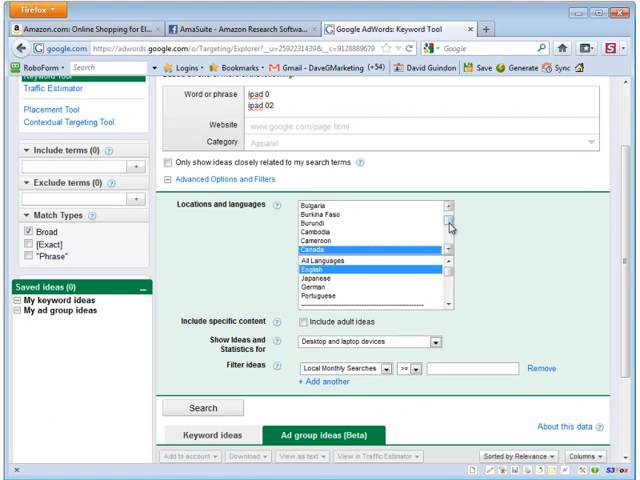 Firefox
Amazon.com: Online Shopping for El...
AmaSuite - Amazon Research Softwa...
Google AdWords: Keyword Tool
google.com
https://adwords.google.com/o/Targeting/Explorer?__u=2592231439&__c=9128889679
Google
RoboForm
Search
Logins
Bookmarks
Gmail - DaveGMarketing (+54)
David Guindon
Save
Generate
Sync
Keyword Tool
Traffic Estimator
Placement Tool
Contextual Targeting Tool
Include terms (0)
Exclude terms (0)
Match Types
Broad
[Exact]
"Phrase"
Saved ideas (0)
My keyword ideas
My ad group ideas
Word or phrase
ipad 0
ipad 02
Website
www.google.com/page.html
Category
Apparel
Only show ideas closely related to my search terms
Advanced Options and Filters
Locations and languages
Bulgaria
Burkina Faso
Burundi
Cambodia
Cameroon
Canada
All Languages
English
Japanese
German
Portuguese
Include specific content
Include adult ideas
Show Ideas and
Statistics for
Desktop and laptop devices
Filter ideas
Local Monthly Searches
>=
Remove
+ Add another
Search
About this data
Keyword ideas
Ad group ideas (Beta)
Add to account
Download
View as text
View in Traffic Estimator
Sorted by Relevance
Columns
S3Fox